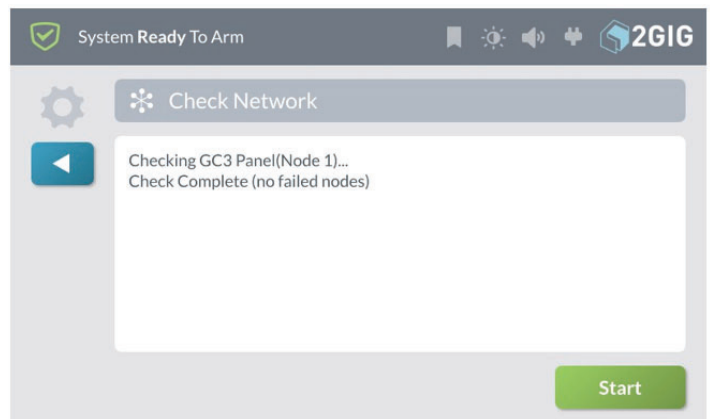 System Ready To Arm
2GIG
Check Network
Checking GC3 Panel(Node 1)...
Check Complete (no failed nodes)
Start